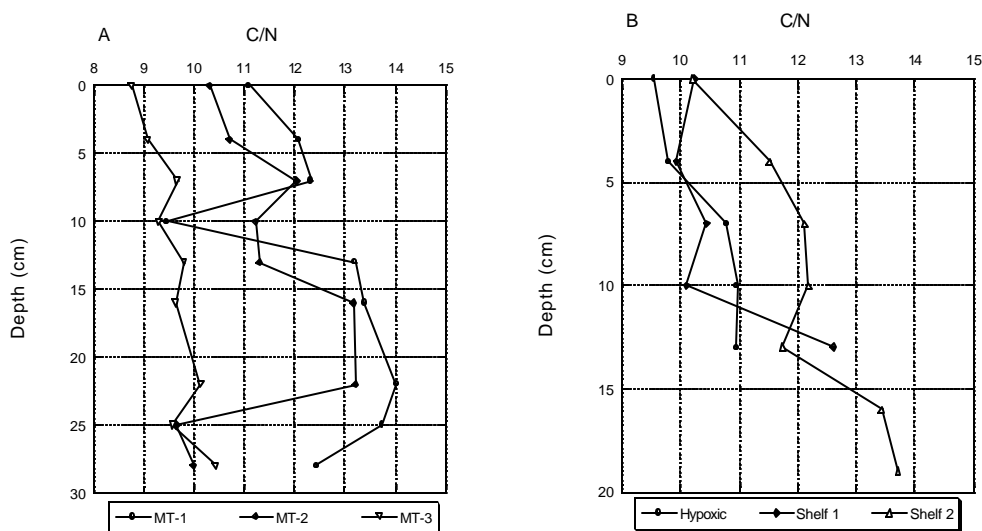 A
C/N
8 9 10 11 12 13 14 15
0
5
10
15
20
25
30
Depth (cm)
MT-1 MT-2 MT-3
B
C/N
9 10 11 12 13 14 15
0
5
10
15
20
Depth (cm)
Hypoxic Shelf 1 Shelf 2